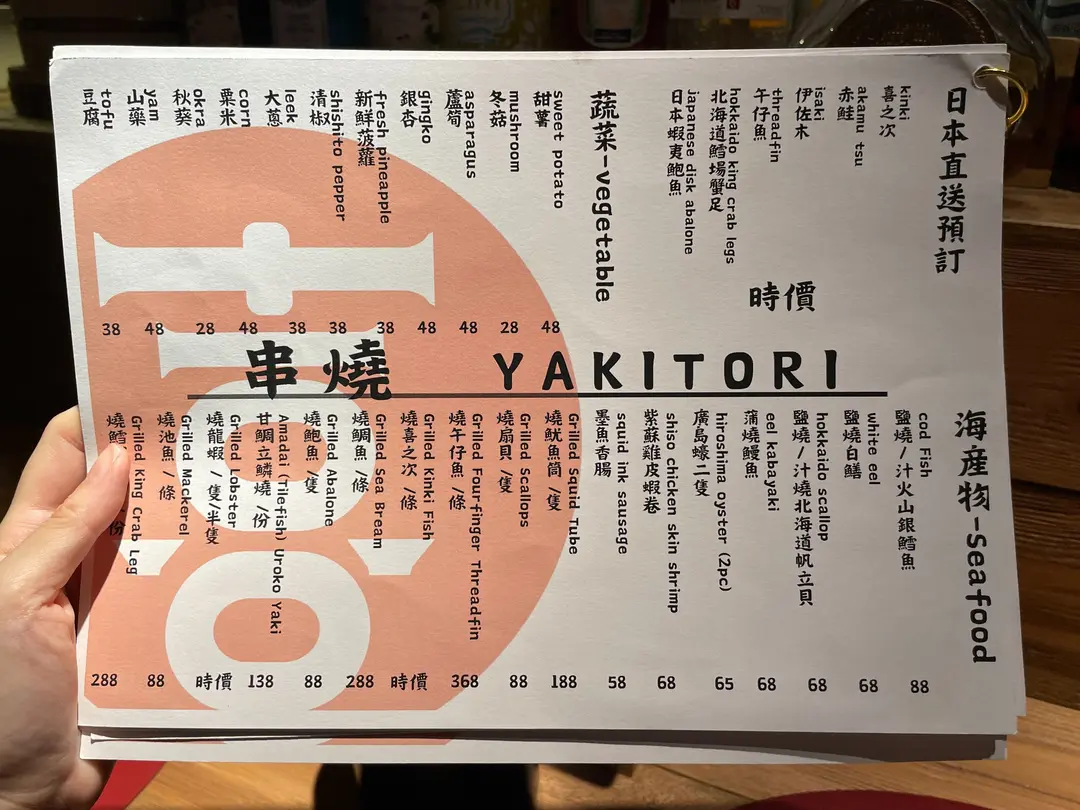 串燒 YAKITORI
日本直送預訂
kinki
喜之次
akamu tsu
赤鯥
isaki
伊佐木
threadfin
午仔魚
hokkaido king crab legs
北海道鱈場蟹足
japanese disk abalone
日本蝦夷鮑魚
時價
蔬菜-vegetable
sweet potato
甜薯 48
mushroom
冬菇 28
asparagus
蘆筍 48
gingko
銀杏 48
fresh pineapple
新鮮菠蘿 38
shishito pepper
清椒 38
leek
大蔥 38
corn
粟米 48
okra
秋葵 28
yam
山藥 48
tofu
豆腐 38
海產物-Seafood
cod Fish
鹽燒/汁火山銀鱈魚 88
white eel
鹽燒白鱔 68
hokkaido scallop
鹽燒/汁燒北海道帆立貝 68
eel kabayaki
蒲燒鰻魚 68
hiroshima oyster (2pc)
廣島蠔二隻 65
shiso chicken skin shrimp
紫蘇雞皮蝦卷 68
squid ink sausage
墨魚香腸 58
Grilled Squid Tube
燒魷魚筒 /隻 188
Grilled Scallops
燒扇貝 /隻 88
Grilled Four-finger Threadfin
燒午仔魚 /條 368
Grilled Kinki Fish
燒喜之次 /條 時價
Grilled Sea Bream
燒鯛魚 /條 288
Grilled Abalone
燒鮑魚 /隻 88
Amadai (Tilefish) Uroko Yaki
甘鯛立鱗燒 /份 138
Grilled Lobster
燒龍蝦 /隻/半隻 時價
Grilled Mackerel
燒池魚 /條 88
Grilled King Crab Leg
燒鱈 份 288